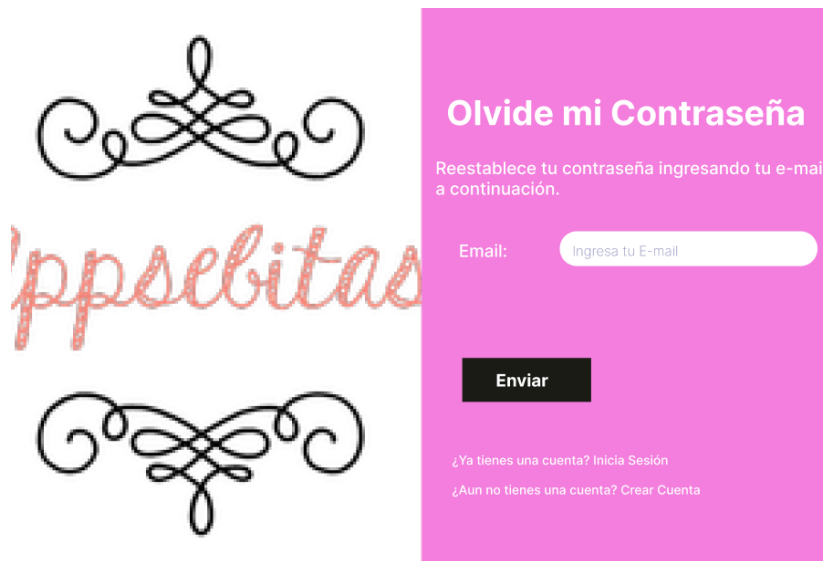 ppsebitas
Olvide mi Contraseña
Reestablece tu contraseña ingresando tu e-mai
a continuación.
Email:
Ingresa tu E-mail
Enviar
¿Ya tienes una cuenta? Inicia Sesión
¿Aun no tienes una cuenta? Crear Cuenta